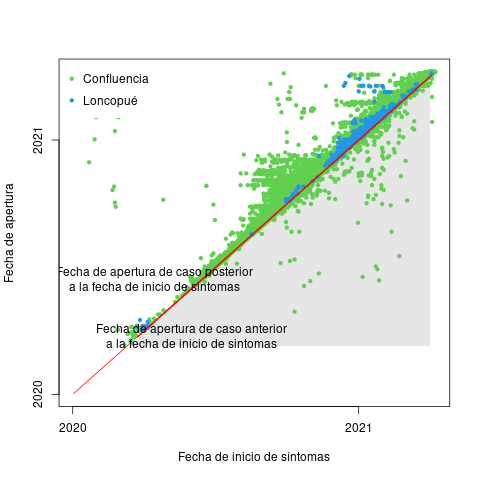 Confluencia
Loncopué
2021
Fecha de apertura
Fecha de apertura de caso posterior
a la fecha de inicio de síntomas
Fecha de apertura de caso anterior
a la fecha de inicio de sintomas
2020
2020
2021
Fecha de inicio de síntomas